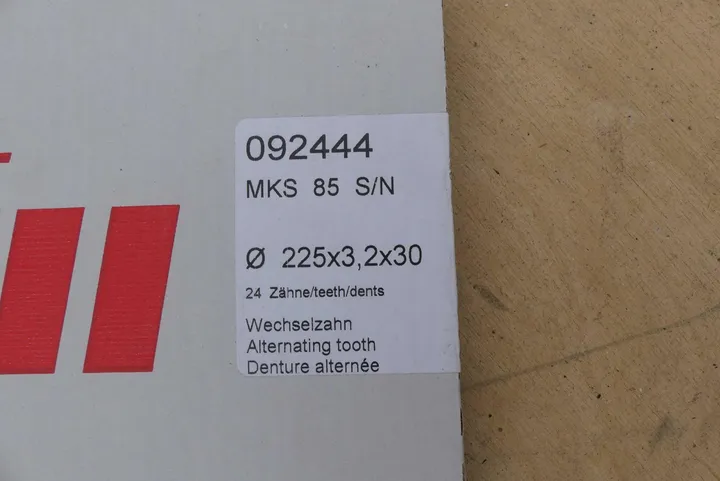 092444
MKS 85 S/N
Ø 225x3,2x30
24 Zähne/teeth/dents
Wechselzahn
Alternating tooth
Denture alternée